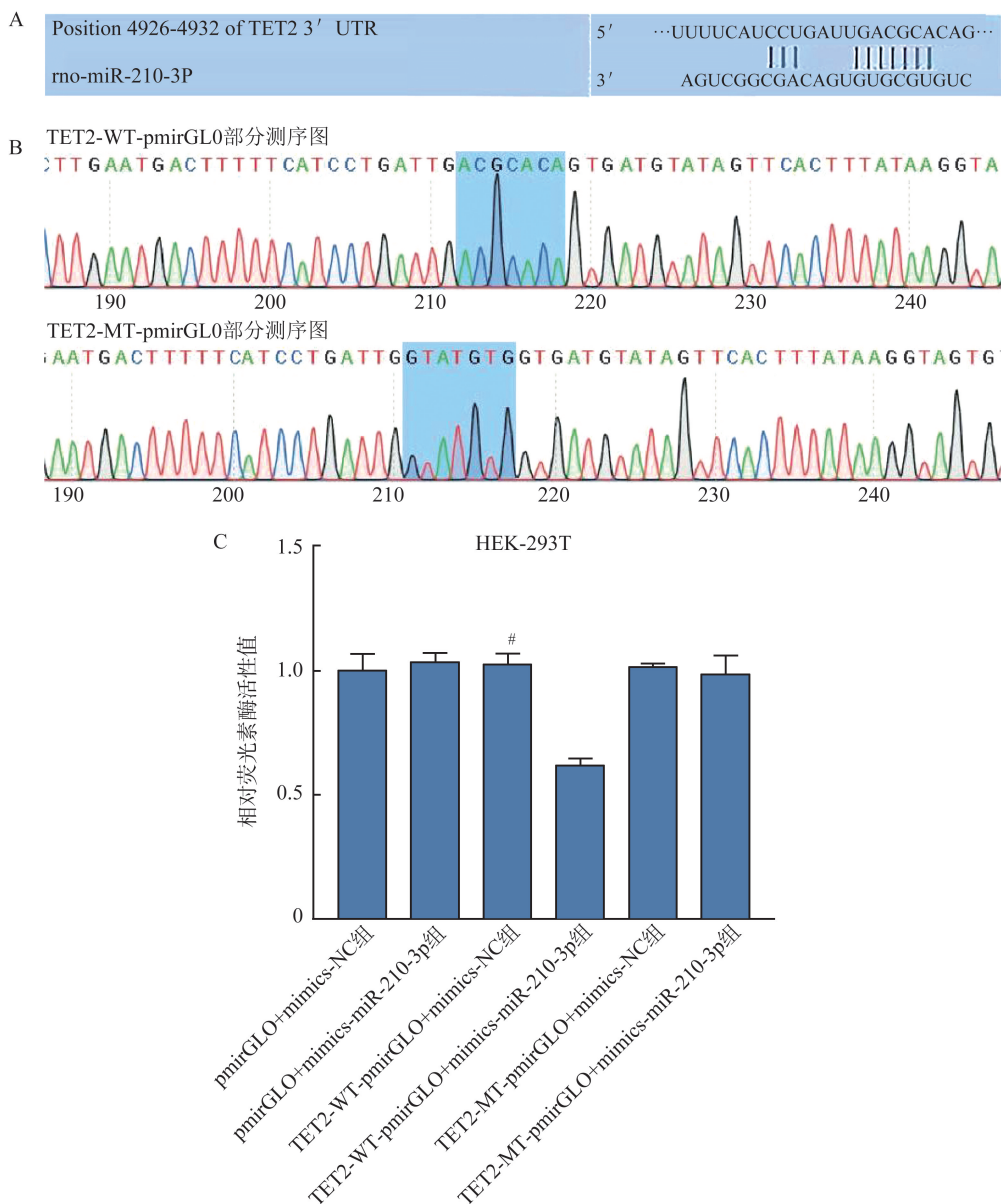 A
Position 4926-4932 of TET2 3′ UTR
5′ ···UUUUCAUCCUGAUUGACGCACAG···
rno-miR-210-3P
3′ AGUCGGCGACAGUGUGCGUGUC
B
TET2-WT-pmirGL0部分测序图
CTTGAATGACTTTTTCATCCTGATTGACGCACAGTGATGTATAGTTCACTTTATAAGGTA
190 200 210 220 230 240
TET2-MT-pmirGL0部分测序图
GAATGACTTTTTCATCCTGATTGGTATGTGGTGATGTATAGTTCACTTTATAAGGTAGTG
190 200 210 220 230 240
C
HEK-293T
相对荧光素酶活性值
1.5
1.0
0.5
0
#
pmirGLO+mimics-NC组
pmirGLO+mimics-miR-210-3p组
TET2-WT-pmirGLO+mimics-NC组
TET2-WT-pmirGLO+mimics-miR-210-3p组
TET2-MT-pmirGLO+mimics-NC组
TET2-MT-pmirGLO+mimics-miR-210-3p组